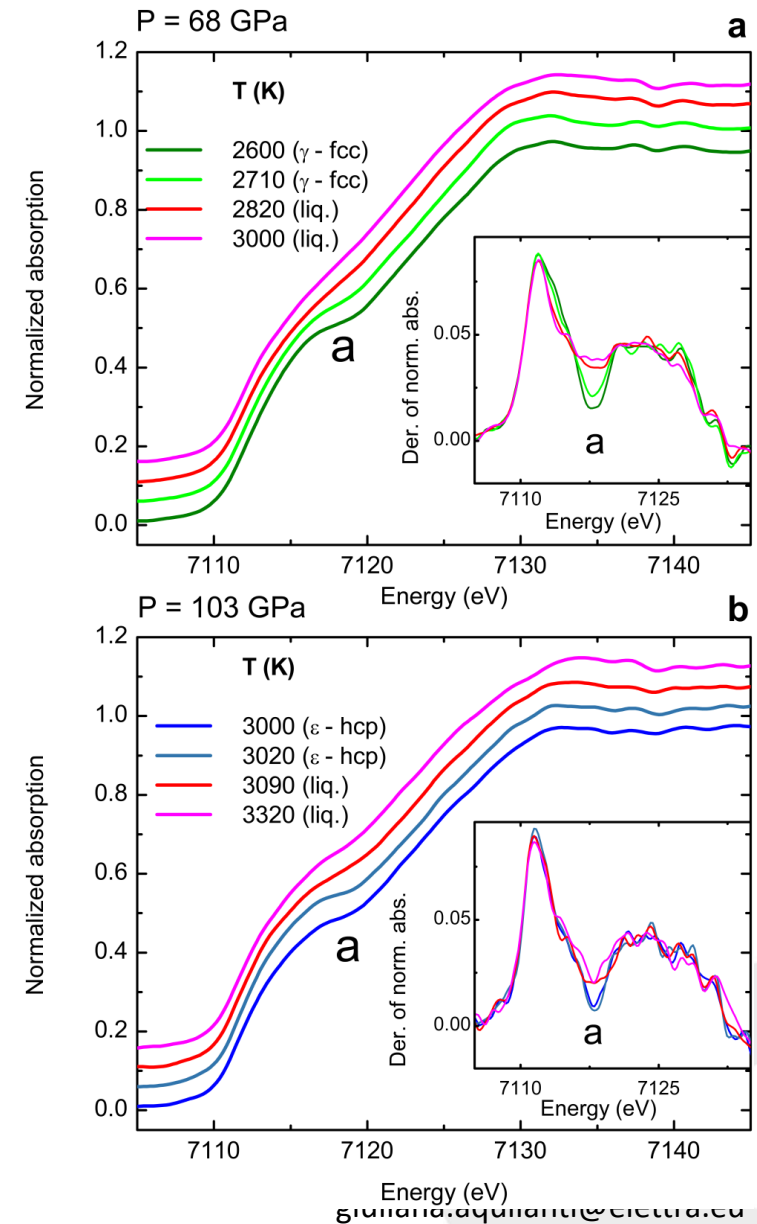 P = 68 GPa
a
1.2
1.0
0.8
0.6
0.4
0.2
0.0
Normalized absorption
T (K)
2600 (γ - fcc)
2710 (γ - fcc)
2820 (liq.)
3000 (liq.)
a
Der. of norm. abs.
0.05
0.00
a
7110 7125
Energy (eV)
7110 7120 7130 7140
Energy (eV)
P = 103 GPa
b
1.2
1.0
0.8
0.6
0.4
0.2
0.0
Normalized absorption
T (K)
3000 (ε - hcp)
3020 (ε - hcp)
3090 (liq.)
3320 (liq.)
a
Der. of norm. abs.
0.05
0.00
a
7110 7125
Energy (eV)
7110 7120 7130 7140
Energy (eV)
giuliana.aquilanti@elettra.eu